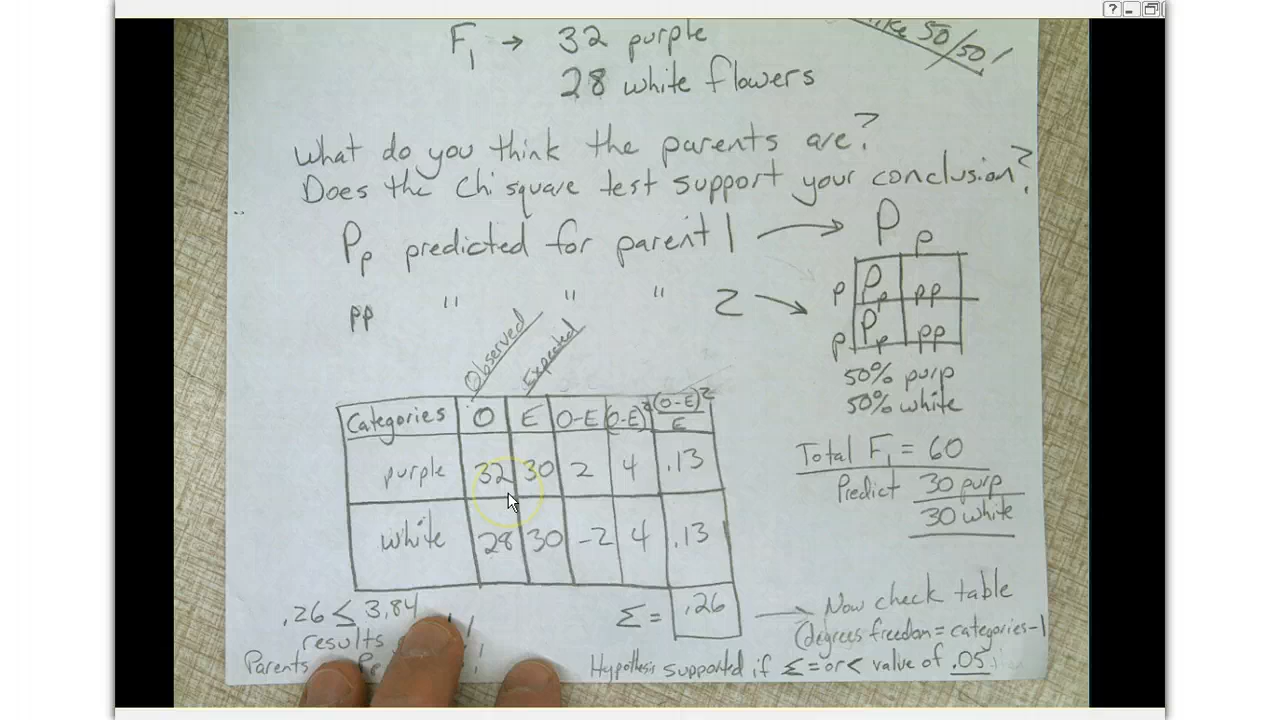 like 50/50!
F1 → 32 purple
28 white flowers
What do you think the parents are?
Does the Chi square test support your conclusion?
Pp predicted for parent 1 → P p
pp " " " 2 → p Pp pp
p Pp pp
50% purp
50% white
Observed Expected
Categories O E O-E (O-E)² (O-E)²/E
purple 32 30 2 4 .13
white 28 30 -2 4 .13
Σ = .26
Total F1 = 60
Predict 30 purp
30 white
→ Now check table
(degrees freedom = categories-1
Hypothesis supported if Σ = or < value of .05
.26 ≤ 3.84
results
Parents Pp